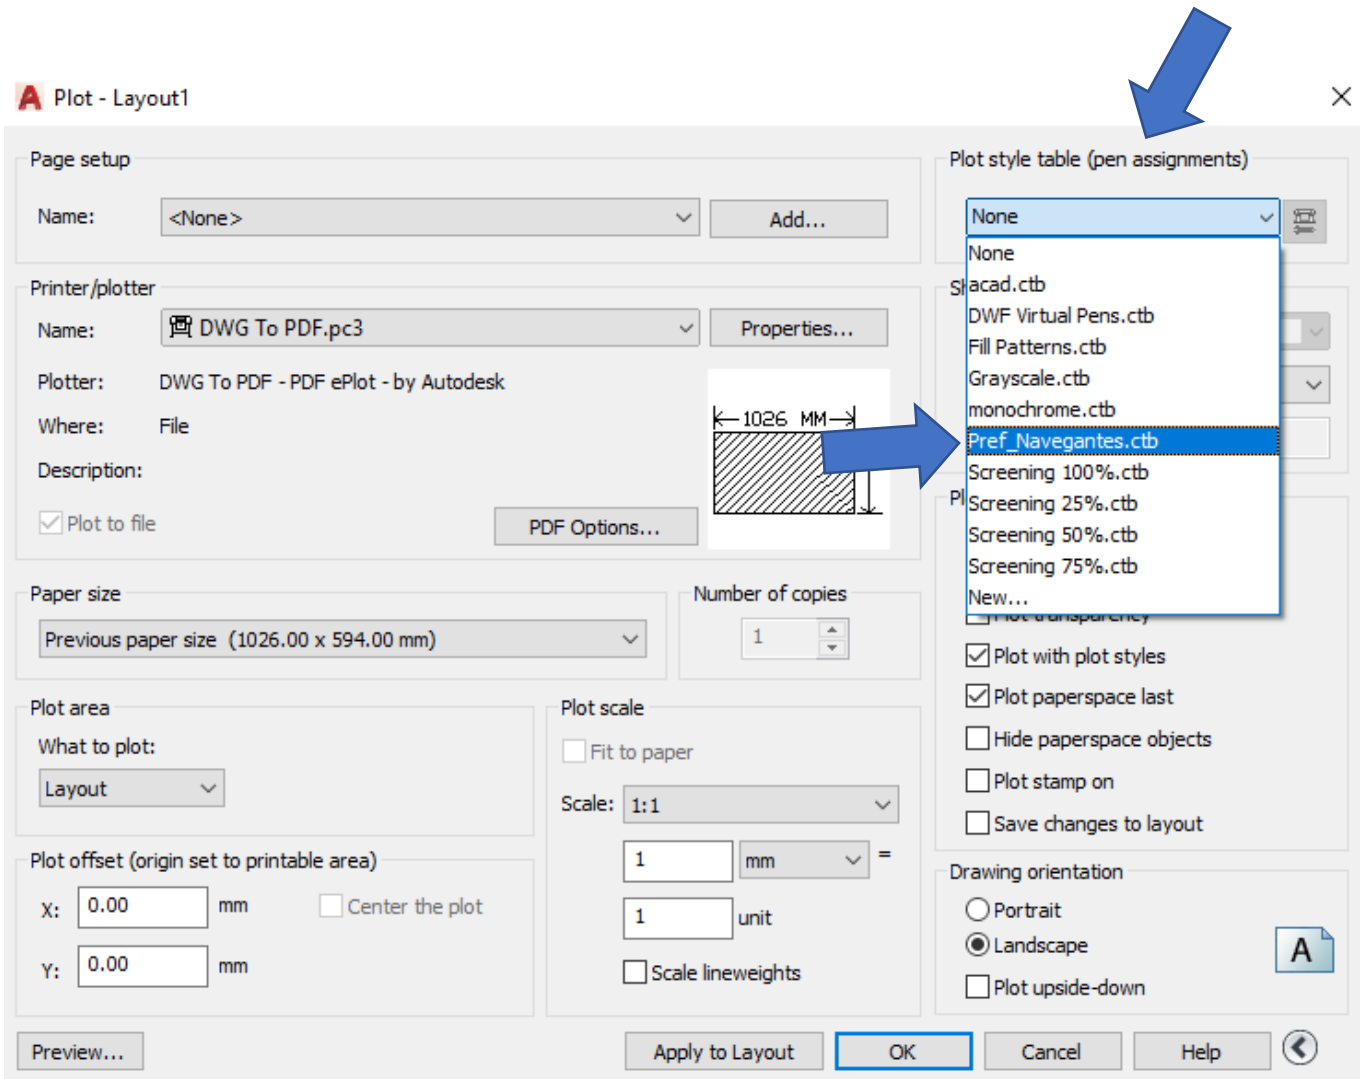 Plot - Layout1
Page setup
Name:
<None>
Add...
Plot style table (pen assignments)
None
None
acad.ctb
DWF Virtual Pens.ctb
Fill Patterns.ctb
Grayscale.ctb
monochrome.ctb
Pref_Navegantes.ctb
Screening 100%.ctb
Screening 25%.ctb
Screening 50%.ctb
Screening 75%.ctb
New...
Printer/plotter
Name:
DWG To PDF.pc3
Properties...
Plotter:
DWG To PDF - PDF ePlot - by Autodesk
Where:
File
Description:
Plot to file
PDF Options...
1026 MM
Paper size
Previous paper size (1026.00 x 594.00 mm)
Number of copies
1
Plot transparency
Plot with plot styles
Plot paperspace last
Hide paperspace objects
Plot stamp on
Save changes to layout
Plot area
What to plot:
Layout
Plot scale
Fit to paper
Scale:
1:1
1
mm
=
1
unit
Scale lineweights
Plot offset (origin set to printable area)
X:
0.00
mm
Center the plot
Y:
0.00
mm
Drawing orientation
Portrait
Landscape
Plot upside-down
A
Preview...
Apply to Layout
OK
Cancel
Help